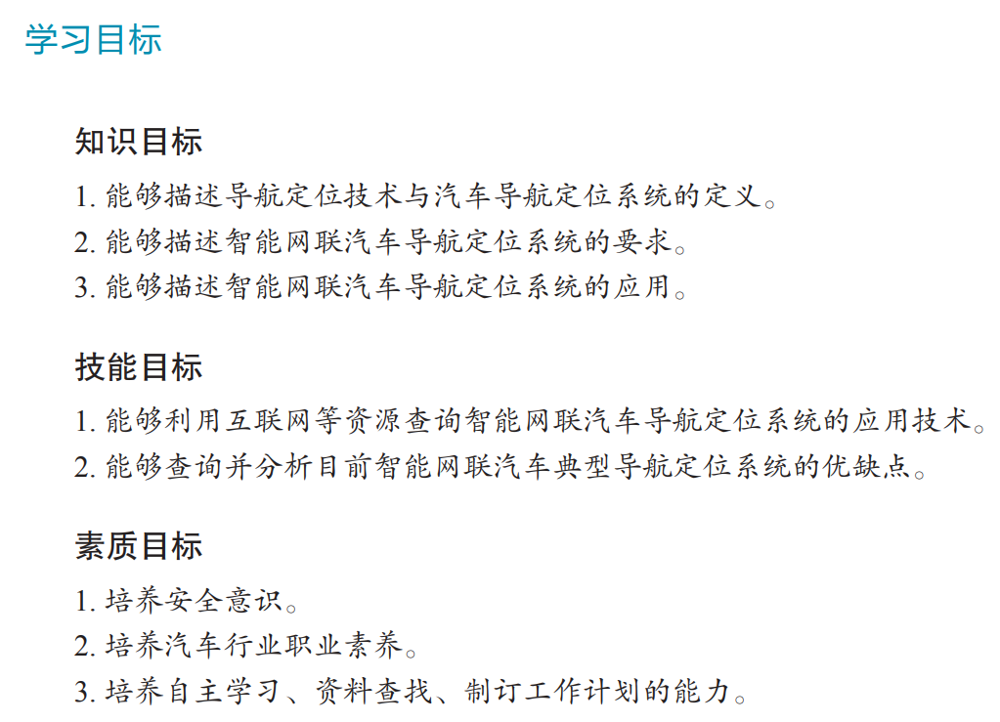 学习目标
知识目标
1. 能够描述导航定位技术与汽车导航定位系统的定义。
2. 能够描述智能网联汽车导航定位系统的要求。
3. 能够描述智能网联汽车导航定位系统的应用。
技能目标
1. 能够利用互联网等资源查询智能网联汽车导航定位系统的应用技术。
2. 能够查询并分析目前智能网联汽车典型导航定位系统的优缺点。
素质目标
1. 培养安全意识。
2. 培养汽车行业职业素养。
3. 培养自主学习、资料查找、制订工作计划的能力。